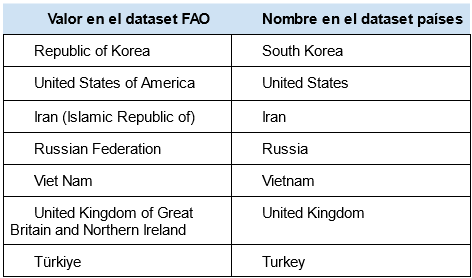 Valor en el dataset FAO Nombre en el dataset países
Republic of Korea South Korea
United States of America United States
Iran (Islamic Republic of) Iran
Russian Federation Russia
Viet Nam Vietnam
United Kingdom of Great United Kingdom
Britain and Northern Ireland
Türkiye Turkey